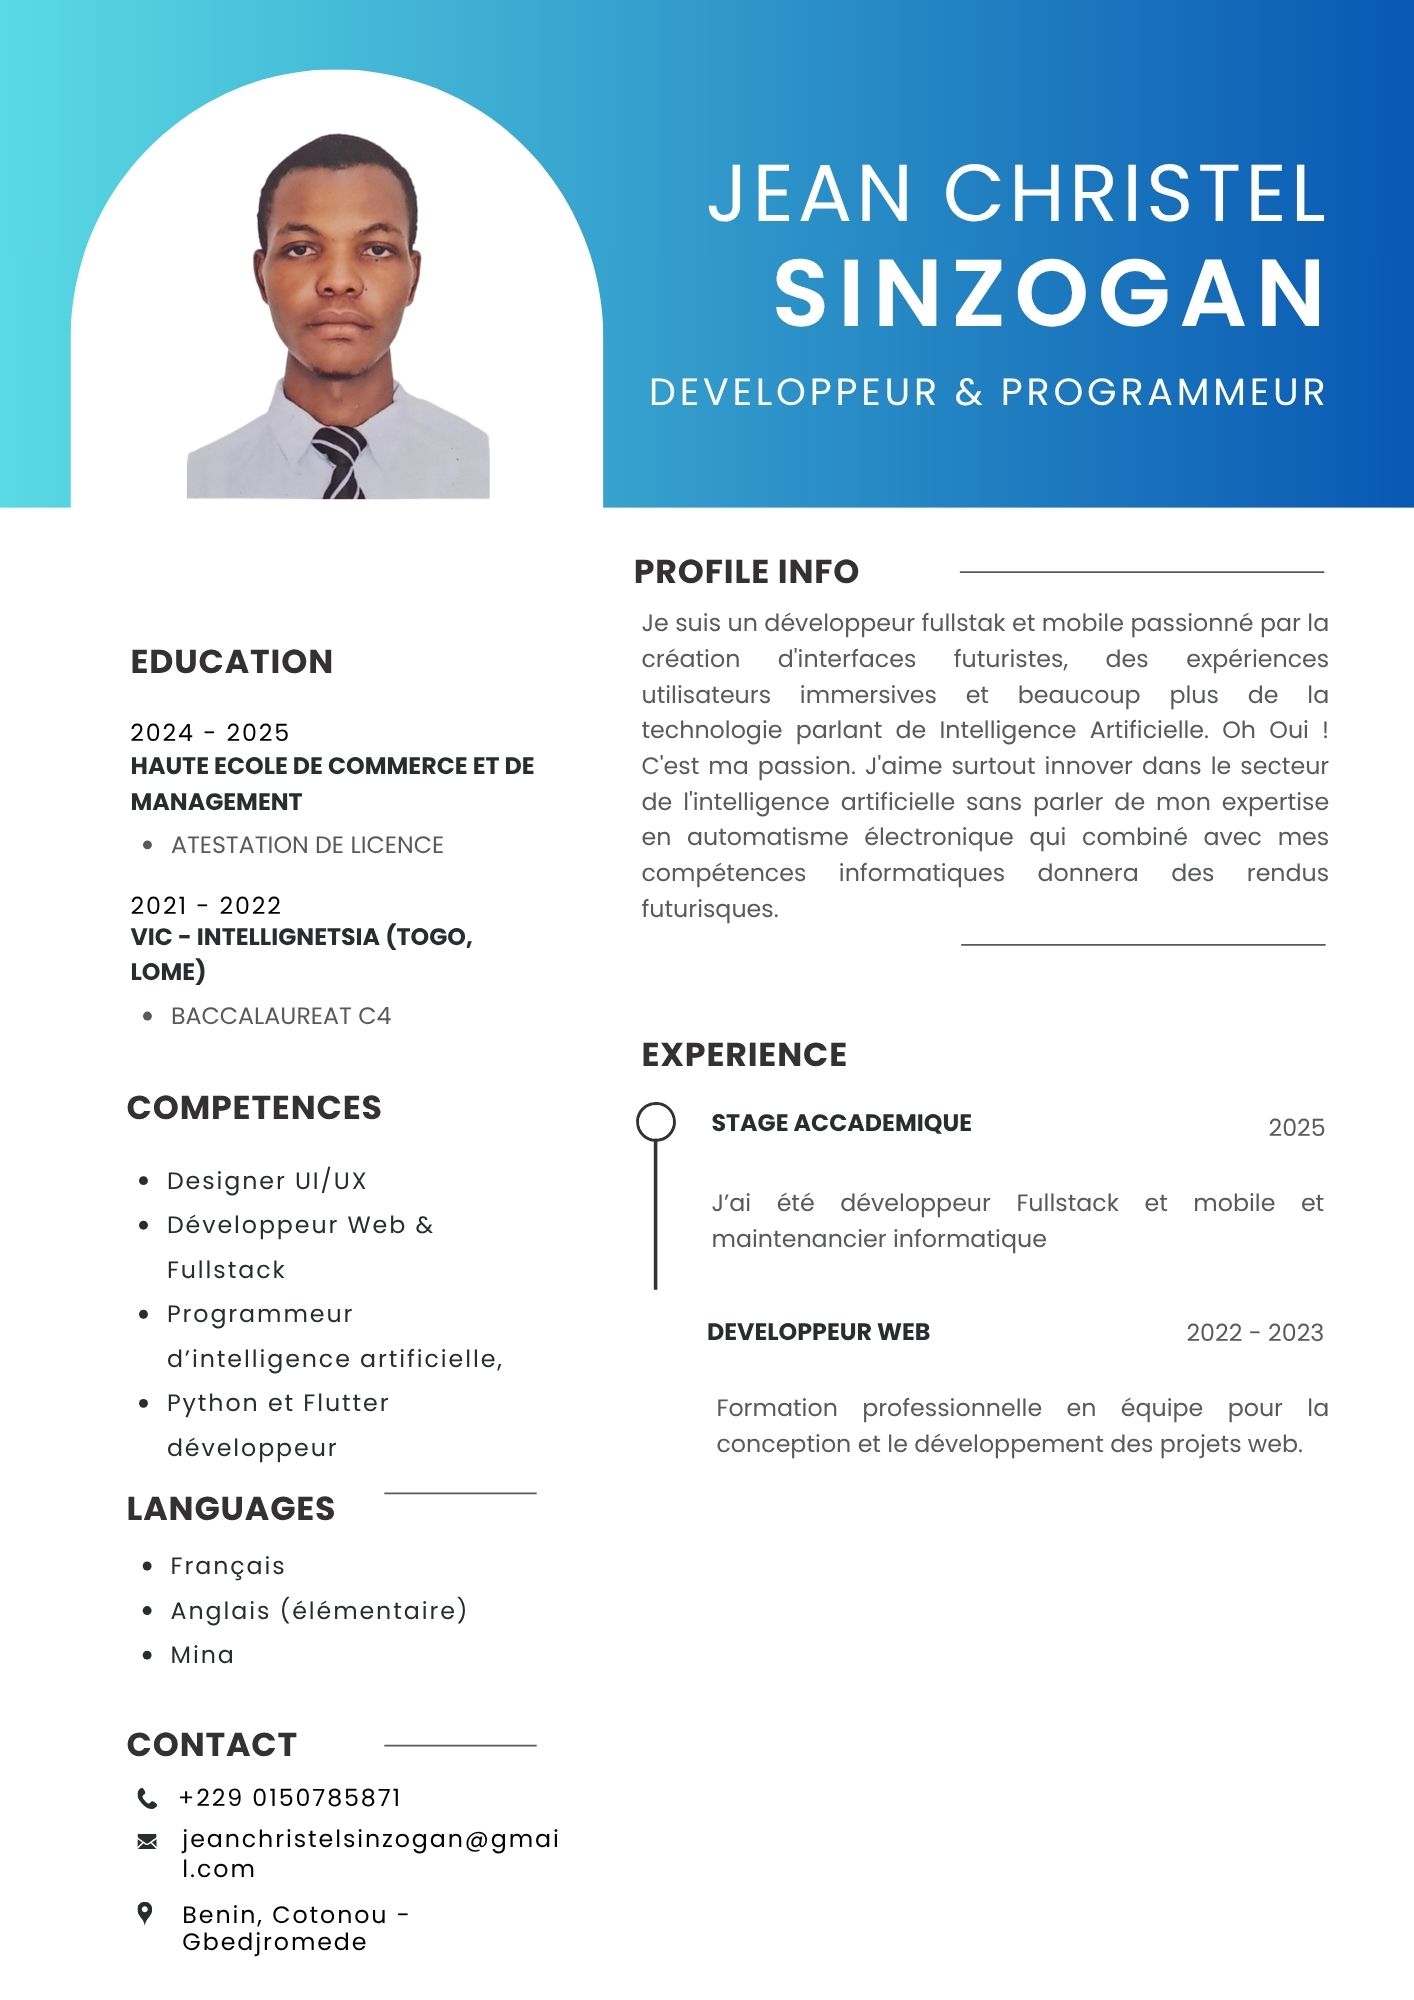 JEAN CHRISTEL
SINZOGAN
DEVELOPPEUR & PROGRAMMEUR
EDUCATION
2024 - 2025
HAUTE ECOLE DE COMMERCE ET DE
MANAGEMENT
• ATESTATION DE LICENCE
2021 - 2022
VIC - INTELLIGNETSIA (TOGO,
LOME)
• BACCALAUREAT C4
COMPETENCES
• Designer UI/UX
• Développeur Web &
Fullstack
• Programmeur
d’intelligence artificielle,
• Python et Flutter
développeur
LANGUAGES
• Français
• Anglais (élémentaire)
• Mina
CONTACT
+229 0150785871
jeanchristelsinzogan@gmai
l.com
Benin, Cotonou -
Gbedjromede
PROFILE INFO
Je suis un développeur fullstak et mobile passionné par la
création d'interfaces futuristes, des expériences
utilisateurs immersives et beaucoup plus de la
technologie parlant de Intelligence Artificielle. Oh Oui !
C'est ma passion. J'aime surtout innover dans le secteur
de l'intelligence artificielle sans parler de mon expertise
en automatisme électronique qui combiné avec mes
compétences informatiques donnera des rendus
futurisques.
EXPERIENCE
STAGE ACCADEMIQUE 2025
J’ai été développeur Fullstack et mobile et
maintenancier informatique
DEVELOPPEUR WEB 2022 - 2023
Formation professionnelle en équipe pour la
conception et le développement des projets web.